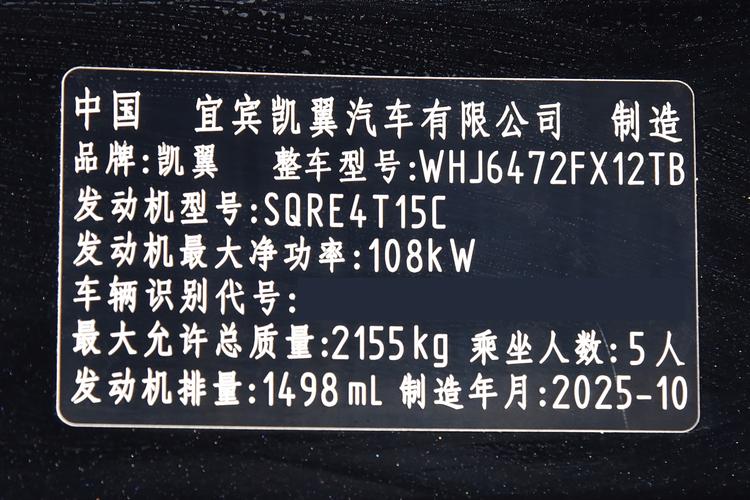 中国 宜宾凯翼汽车有限公司 制造
品牌:凯翼 整车型号:WHJ6472FX12TB
发动机型号:SQRE4T15C
发动机最大净功率:108kW
车辆识别代号:
最大允许总质量:2155kg 乘坐人数:5人
发动机排量:1498mL 制造年月:2025-10